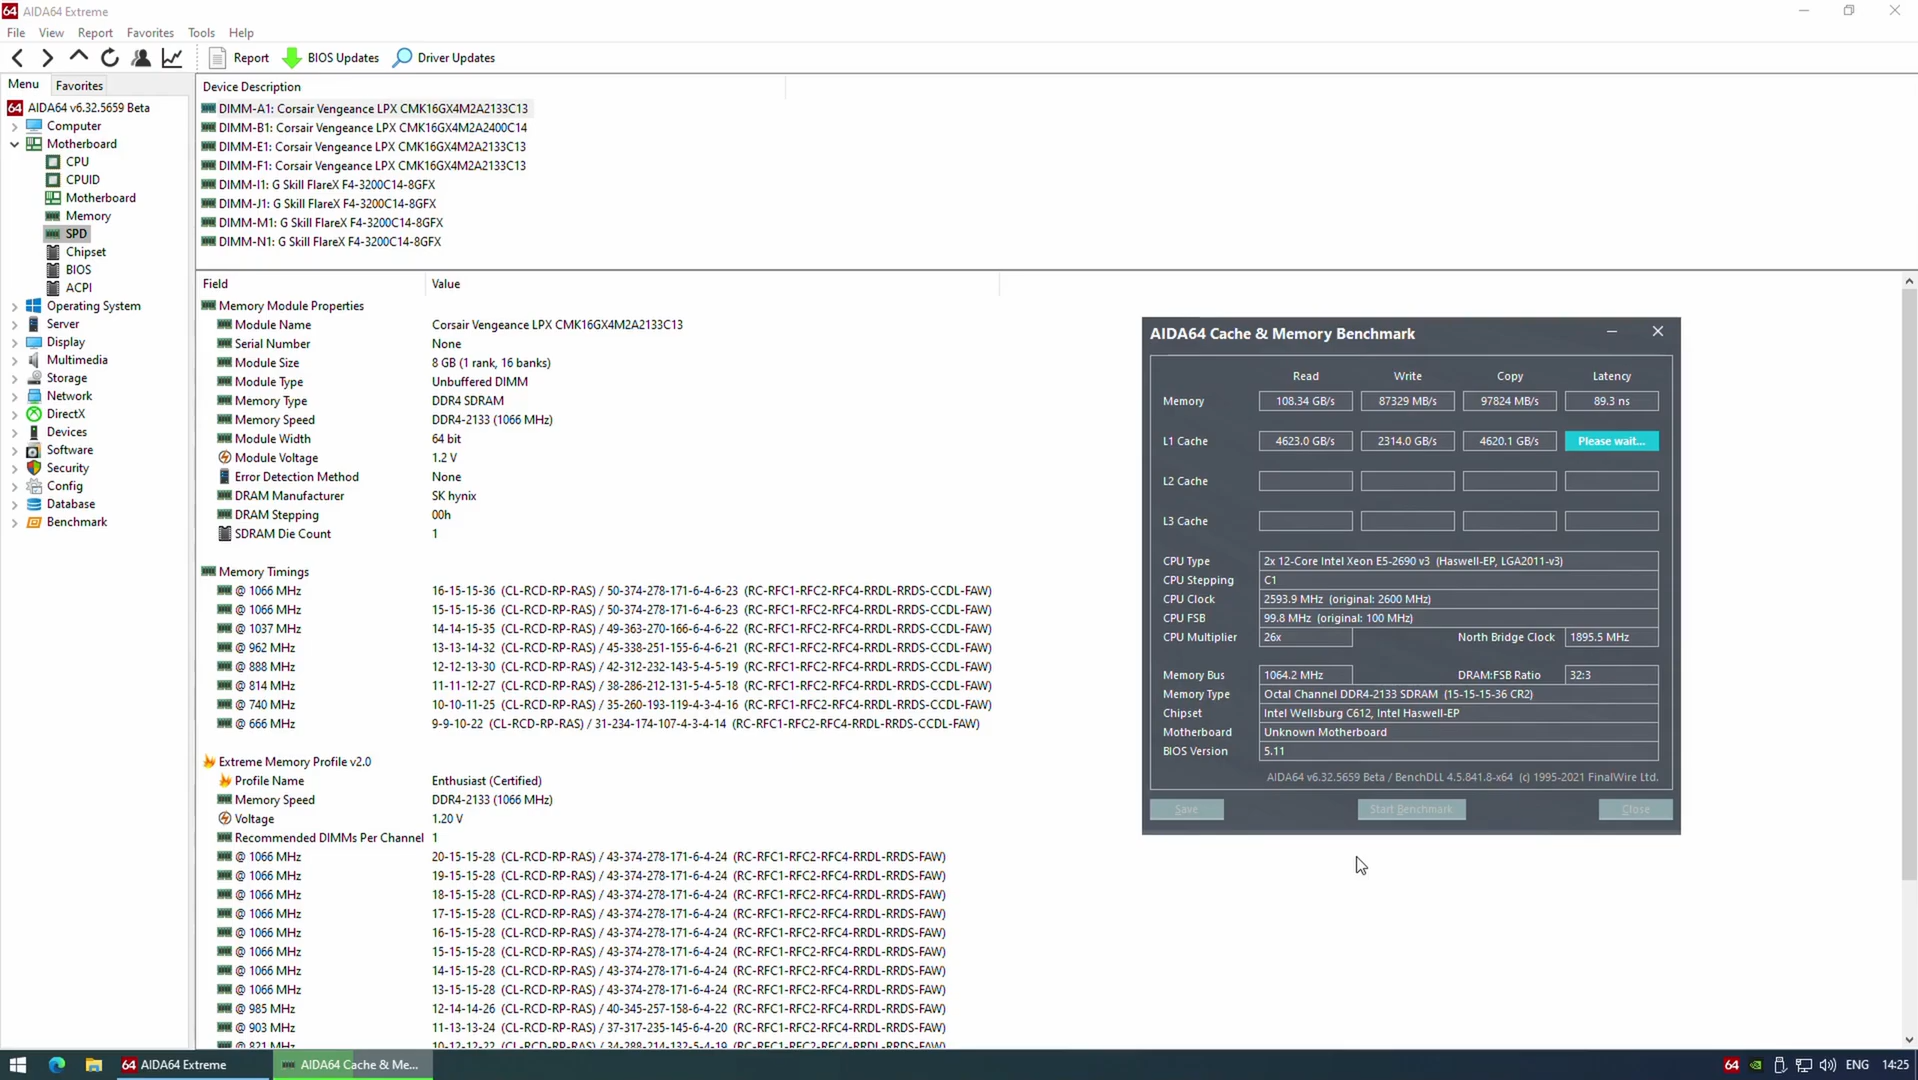 64 AIDA64 Extreme
File View Report Favorites Tools Help
Report BIOS Updates Driver Updates
Menu Favorites
64 AIDA64 v6.32.5659 Beta
Computer
Motherboard
CPU
CPUID
Motherboard
Memory
SPD
Chipset
BIOS
ACPI
Operating System
Server
Display
Multimedia
Storage
Network
DirectX
Devices
Software
Security
Config
Database
Benchmark
Device Description
DIMM-A1: Corsair Vengeance LPX CMK16GX4M2A2133C13
DIMM-B1: Corsair Vengeance LPX CMK16GX4M2A2400C14
DIMM-E1: Corsair Vengeance LPX CMK16GX4M2A2133C13
DIMM-F1: Corsair Vengeance LPX CMK16GX4M2A2133C13
DIMM-I1: G Skill FlareX F4-3200C14-8GFX
DIMM-J1: G Skill FlareX F4-3200C14-8GFX
DIMM-M1: G Skill FlareX F4-3200C14-8GFX
DIMM-N1: G Skill FlareX F4-3200C14-8GFX
Field Value
Memory Module Properties
Module Name Corsair Vengeance LPX CMK16GX4M2A2133C13
Serial Number None
Module Size 8 GB (1 rank, 16 banks)
Module Type Unbuffered DIMM
Memory Type DDR4 SDRAM
Memory Speed DDR4-2133 (1066 MHz)
Module Width 64 bit
Module Voltage 1.2 V
Error Detection Method None
DRAM Manufacturer SK hynix
DRAM Stepping 00h
SDRAM Die Count 1
Memory Timings
@ 1066 MHz 16-15-15-36 (CL-RCD-RP-RAS) / 50-374-278-171-6-4-6-23 (RC-RFC1-RFC2-RFC4-RRDL-RRDS-CCDL-FAW)
@ 1066 MHz 15-15-15-36 (CL-RCD-RP-RAS) / 50-374-278-171-6-4-6-23 (RC-RFC1-RFC2-RFC4-RRDL-RRDS-CCDL-FAW)
@ 1037 MHz 14-14-15-35 (CL-RCD-RP-RAS) / 49-363-270-166-6-4-6-22 (RC-RFC1-RFC2-RFC4-RRDL-RRDS-CCDL-FAW)
@ 962 MHz 13-13-14-32 (CL-RCD-RP-RAS) / 45-338-251-155-6-4-6-21 (RC-RFC1-RFC2-RFC4-RRDL-RRDS-CCDL-FAW)
@ 888 MHz 12-12-13-30 (CL-RCD-RP-RAS) / 42-312-232-143-5-4-5-19 (RC-RFC1-RFC2-RFC4-RRDL-RRDS-CCDL-FAW)
@ 814 MHz 11-11-12-27 (CL-RCD-RP-RAS) / 38-286-212-131-5-4-5-18 (RC-RFC1-RFC2-RFC4-RRDL-RRDS-CCDL-FAW)
@ 740 MHz 10-10-11-25 (CL-RCD-RP-RAS) / 35-260-193-119-4-3-4-16 (RC-RFC1-RFC2-RFC4-RRDL-RRDS-CCDL-FAW)
@ 666 MHz 9-9-10-22 (CL-RCD-RP-RAS) / 31-234-174-107-4-3-4-14 (RC-RFC1-RFC2-RFC4-RRDL-RRDS-CCDL-FAW)
Extreme Memory Profile v2.0
Profile Name Enthusiast (Certified)
Memory Speed DDR4-2133 (1066 MHz)
Voltage 1.20 V
Recommended DIMMs Per Channel 1
@ 1066 MHz 20-15-15-28 (CL-RCD-RP-RAS) / 43-374-278-171-6-4-24 (RC-RFC1-RFC2-RFC4-RRDL-RRDS-FAW)
@ 1066 MHz 19-15-15-28 (CL-RCD-RP-RAS) / 43-374-278-171-6-4-24 (RC-RFC1-RFC2-RFC4-RRDL-RRDS-FAW)
@ 1066 MHz 18-15-15-28 (CL-RCD-RP-RAS) / 43-374-278-171-6-4-24 (RC-RFC1-RFC2-RFC4-RRDL-RRDS-FAW)
@ 1066 MHz 17-15-15-28 (CL-RCD-RP-RAS) / 43-374-278-171-6-4-24 (RC-RFC1-RFC2-RFC4-RRDL-RRDS-FAW)
@ 1066 MHz 16-15-15-28 (CL-RCD-RP-RAS) / 43-374-278-171-6-4-24 (RC-RFC1-RFC2-RFC4-RRDL-RRDS-FAW)
@ 1066 MHz 15-15-15-28 (CL-RCD-RP-RAS) / 43-374-278-171-6-4-24 (RC-RFC1-RFC2-RFC4-RRDL-RRDS-FAW)
@ 1066 MHz 14-15-15-28 (CL-RCD-RP-RAS) / 43-374-278-171-6-4-24 (RC-RFC1-RFC2-RFC4-RRDL-RRDS-FAW)
@ 1066 MHz 13-15-15-28 (CL-RCD-RP-RAS) / 43-374-278-171-6-4-24 (RC-RFC1-RFC2-RFC4-RRDL-RRDS-FAW)
@ 985 MHz 12-14-14-26 (CL-RCD-RP-RAS) / 40-345-257-158-6-4-22 (RC-RFC1-RFC2-RFC4-RRDL-RRDS-FAW)
@ 903 MHz 11-13-13-24 (CL-RCD-RP-RAS) / 37-317-235-145-6-4-20 (RC-RFC1-RFC2-RFC4-RRDL-RRDS-FAW)
@ 821 MHz 10-12-12-22 (CL-RCD-RP-RAS) / 34-288-214-132-5-4-19 (RC-RFC1-RFC2-RFC4-RRDL-RRDS-FAW)
AIDA64 Cache & Memory Benchmark
Read Write Copy Latency
Memory 108.34 GB/s 87329 MB/s 97824 MB/s 89.3 ns
L1 Cache 4623.0 GB/s 2314.0 GB/s 4620.1 GB/s Please wait...
L2 Cache
L3 Cache
CPU Type 2x 12-Core Intel Xeon E5-2690 v3 (Haswell-EP, LGA2011-v3)
CPU Stepping C1
CPU Clock 2593.9 MHz (original: 2600 MHz)
CPU FSB 99.8 MHz (original: 100 MHz)
CPU Multiplier 26x North Bridge Clock 1895.5 MHz
Memory Bus 1064.2 MHz DRAM:FSB Ratio 32:3
Memory Type Octal Channel DDR4-2133 SDRAM (15-15-15-36 CR2)
Chipset Intel Wellsburg C612, Intel Haswell-EP
Motherboard Unknown Motherboard
BIOS Version 5.11
AIDA64 v6.32.5659 Beta / BenchDLL 4.5.841.8-x64 (c) 1995-2021 FinalWire Ltd.
Save Start Benchmark Close
64 AIDA64 Extreme AIDA64 Cache & Me... 64 ENG 14:25